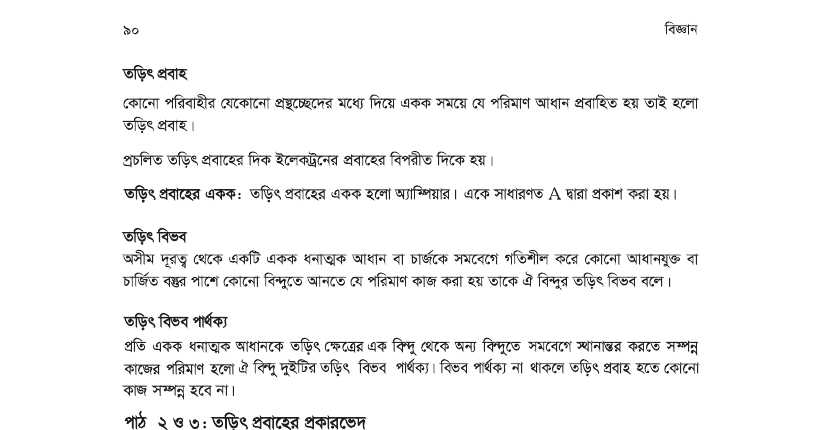 ৯০ বিজ্ঞান
তড়িৎ প্রবাহ
কোনো পরিবাহীর যেকোনো প্রস্থচ্ছেদের মধ্যে দিয়ে একক সময়ে যে পরিমাণ আধান প্রবাহিত হয় তাই হলো
তড়িৎ প্রবাহ।
প্রচলিত তড়িৎ প্রবাহের দিক ইলেকট্রনের প্রবাহের বিপরীত দিকে হয়।
তড়িৎ প্রবাহের একক: তড়িৎ প্রবাহের একক হলো অ্যাম্পিয়ার। একে সাধারণত A দ্বারা প্রকাশ করা হয়।
তড়িৎ বিভব
অসীম দূরত্ব থেকে একটি একক ধনাত্মক আধান বা চার্জকে সমবেগে গতিশীল করে কোনো আধানযুক্ত বা
চার্জিত বস্তুর পাশে কোনো বিন্দুতে আনতে যে পরিমাণ কাজ করা হয় তাকে ঐ বিন্দুর তড়িৎ বিভব বলে।
তড়িৎ বিভব পার্থক্য
প্রতি একক ধনাত্মক আধানকে তড়িৎ ক্ষেত্রের এক বিন্দু থেকে অন্য বিন্দুতে সমবেগে স্থানান্তর করতে সম্পন্ন
কাজের পরিমাণ হলো ঐ বিন্দু দুইটির তড়িৎ বিভব পার্থক্য। বিভব পার্থক্য না থাকলে তড়িৎ প্রবাহ হতে কোনো
কাজ সম্পন্ন হবে না।
পাঠ ২ ও ৩: তড়িৎ প্রবাহের প্রকারভেদ